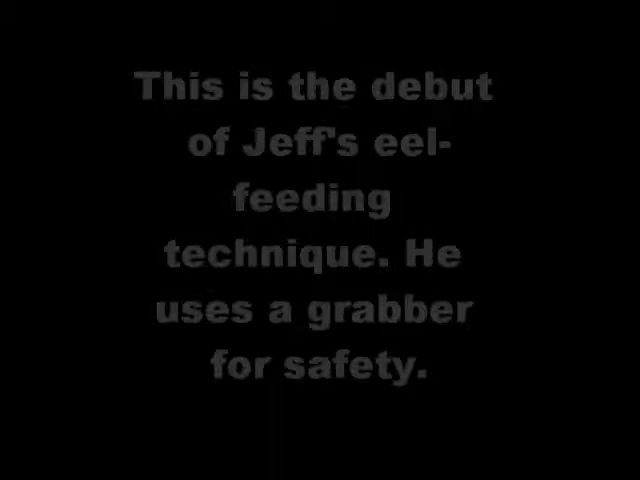 This is the debut
of Jeff's eel-
feeding
technique. He
uses a grabber
for safety.